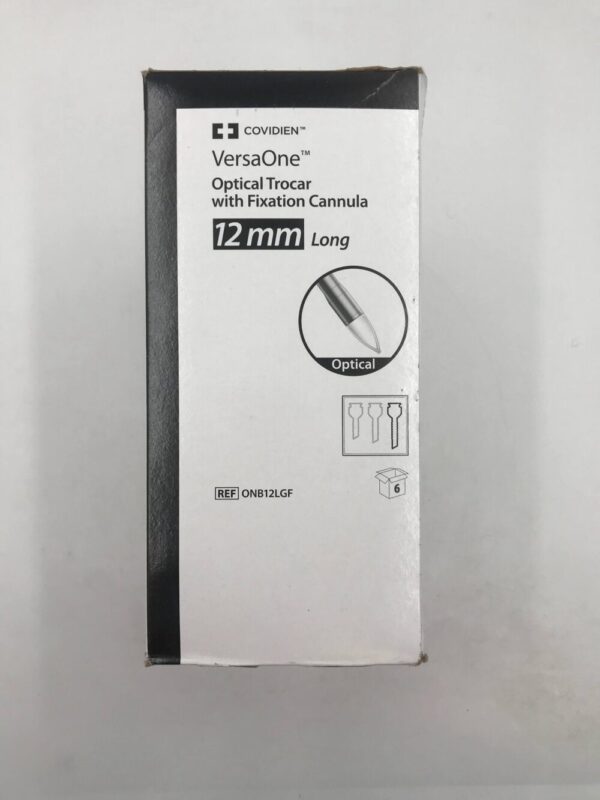 COVIDIEN™
VersaOne™
Optical Trocar
with Fixation Cannula
12 mm Long
Optical
6
REF ONB12LGF